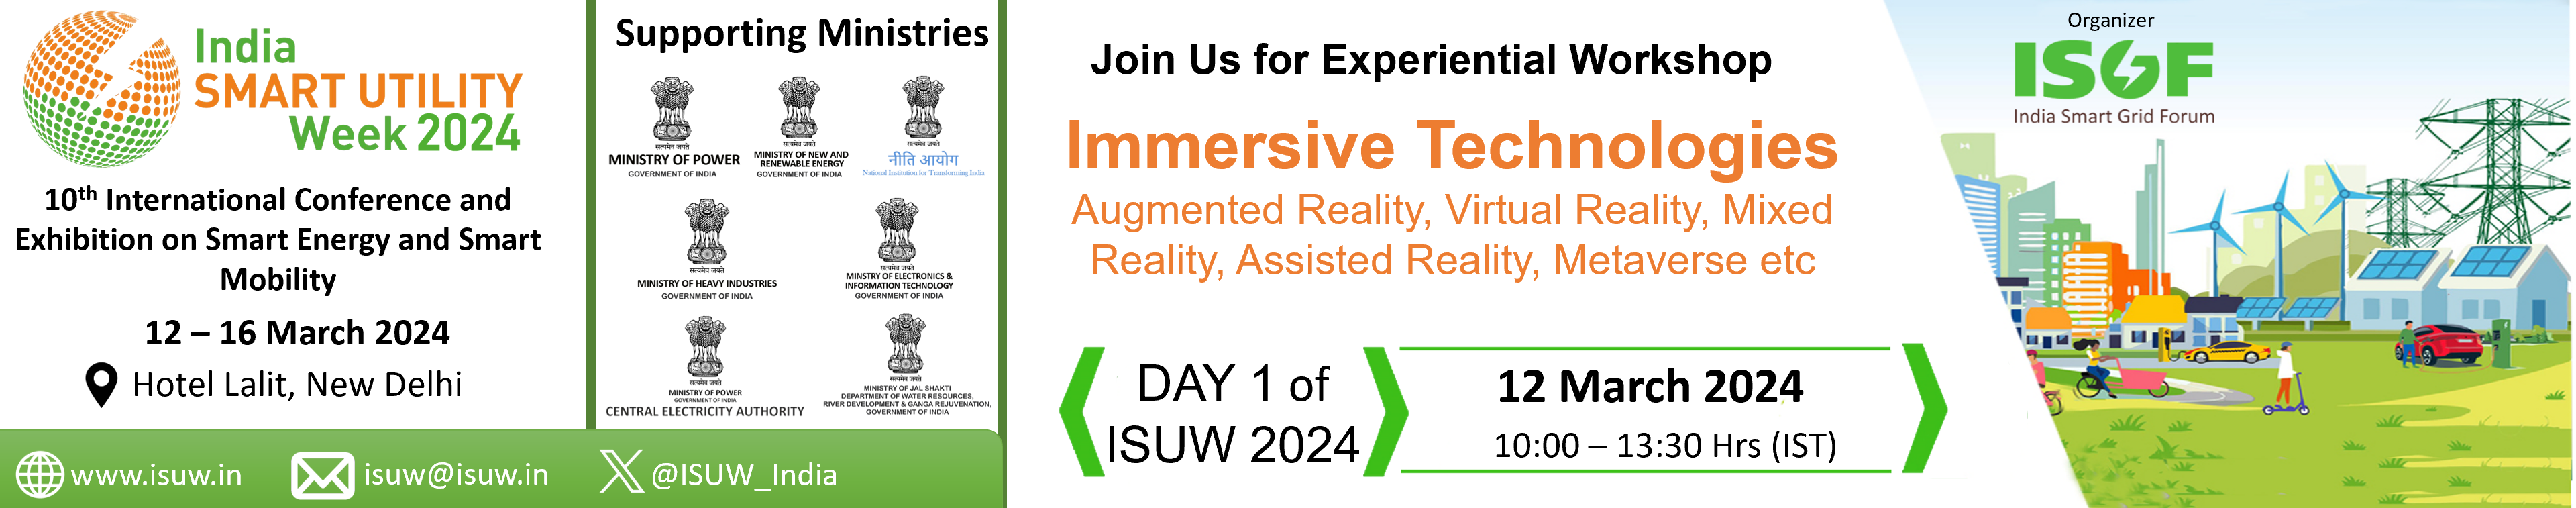 India
SMART UTILITY
Week 2024
10th International Conference and
Exhibition on Smart Energy and Smart
Mobility
12 – 16 March 2024
Hotel Lalit, New Delhi
Supporting Ministries
सत्यमेव जयते
MINISTRY OF POWER
GOVERNMENT OF INDIA
सत्यमेव जयते
MINISTRY OF NEW AND
RENEWABLE ENERGY
GOVERNMENT OF INDIA
सत्यमेव जयते
नीति आयोग
National Institution for Transforming India
सत्यमेव जयते
MINISTRY OF HEAVY INDUSTRIES
GOVERNMENT OF INDIA
सत्यमेव जयते
MINISTRY OF ELECTRONICS &
INFORMATION TECHNOLOGY
GOVERNMENT OF INDIA
सत्यमेव जयते
MINISTRY OF POWER
GOVERNMENT OF INDIA
CENTRAL ELECTRICITY AUTHORITY
सत्यमेव जयते
MINISTRY OF JAL SHAKTI
DEPARTMENT OF WATER RESOURCES,
RIVER DEVELOPMENT & GANGA REJUVENATION,
GOVERNMENT OF INDIA
www.isuw.in
isuw@isuw.in
@ISUW_India
Join Us for Experiential Workshop
Immersive Technologies
Augmented Reality, Virtual Reality, Mixed
Reality, Assisted Reality, Metaverse etc
DAY 1 of
ISUW 2024
12 March 2024
10:00 – 13:30 Hrs (IST)
Organizer
ISGF
India Smart Grid Forum